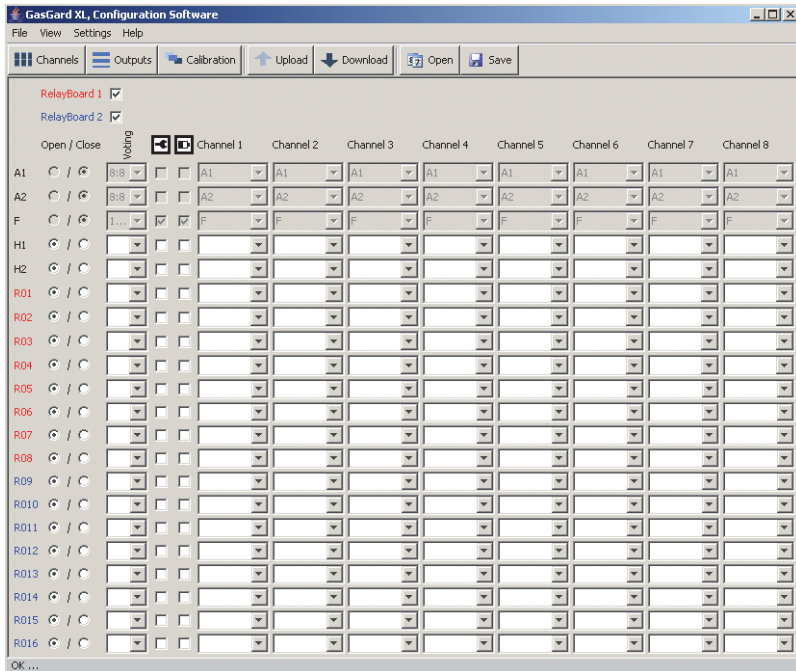 GasGard XL, Configuration Software
File View Settings Help
Channels Outputs Calibration Upload Download Open Save
RelayBoard 1
RelayBoard 2
Open / Close Voting Channel 1 Channel 2 Channel 3 Channel 4 Channel 5 Channel 6 Channel 7 Channel 8
A1 / 8:8 A1 A1 A1 A1 A1 A1 A1 A1
A2 / 8:8 A2 A2 A2 A2 A2 A2 A2 A2
F / 1... F F F F F F F F
H1 /
H2 /
R01 /
R02 /
R03 /
R04 /
R05 /
R06 /
R07 /
R08 /
R09 /
R010 /
R011 /
R012 /
R013 /
R014 /
R015 /
R016 /
OK ...